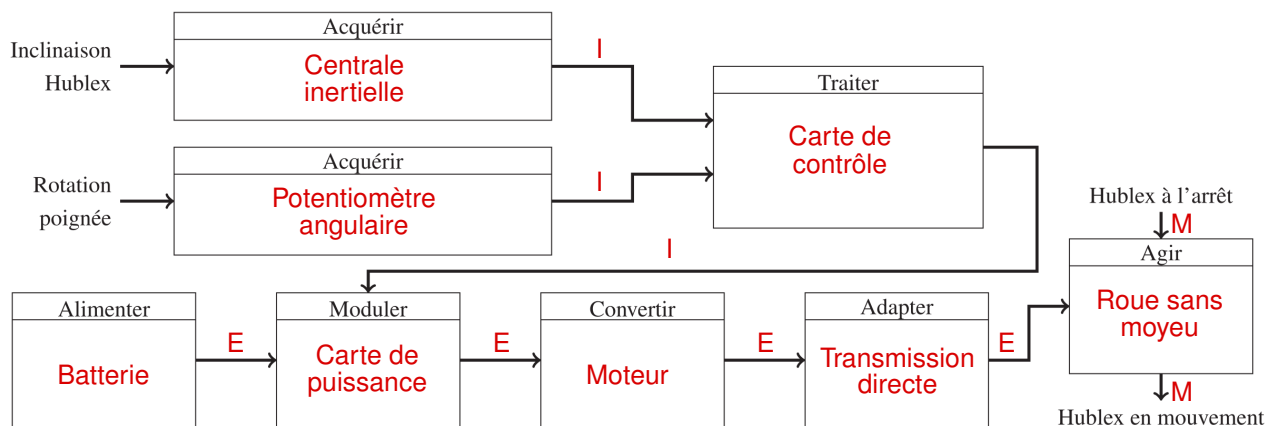 Acquérir
Inclinaison
Hublex
Centrale
inertielle
I
Traiter
Carte de
contrôle
Acquérir
Rotation
poignée
Potentiomètre
angulaire
I
I
Hublex à l'arrêt
M
Agir
Roue sans
moyeu
Alimenter
Batterie
E
Moduler
Carte de
puissance
E
Convertir
Moteur
E
Adapter
Transmission
directe
E
M
Hublex en mouvement